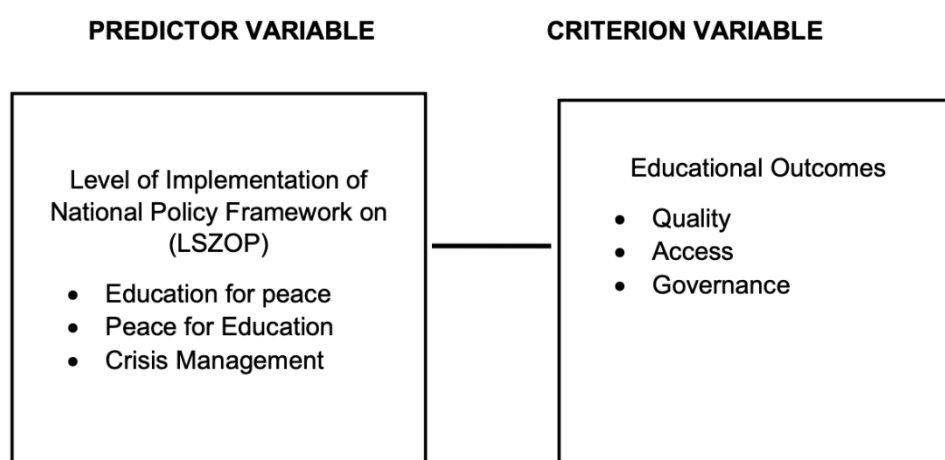 PREDICTOR VARIABLE
CRITERION VARIABLE
Level of Implementation of
National Policy Framework on
(LSZOP)
• Education for peace
• Peace for Education
• Crisis Management
Educational Outcomes
• Quality
• Access
• Governance